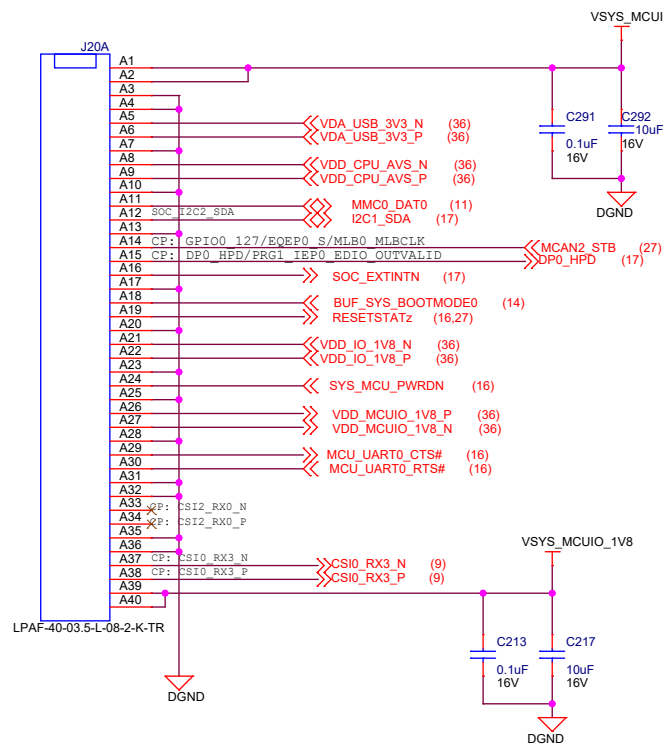 VSYS_MCUI
J20A
A1
A2
A3
A4
A5 VDA_USB_3V3_N (36)
A6 VDA_USB_3V3_P (36)
A7
A8 VDD_CPU_AVS_N (36)
A9 VDD_CPU_AVS_P (36)
A10
A11 MMC0_DAT0 (11)
A12 SOC_I2C2_SDA I2C1_SDA (17)
A13
A14 CP: GPIO0_127/EQEP0_S/MLB0_MLBCLK MCAN2_STB (27)
A15 CP: DP0_HPD/PRG1_IEP0_EDIO_OUTVALID DP0_HPD (17)
A16 SOC_EXTINTN (17)
A17
A18 BUF_SYS_BOOTMODE0 (14)
A19 RESETSTATz (16,27)
A20
A21 VDD_IO_1V8_N (36)
A22 VDD_IO_1V8_P (36)
A23
A24 SYS_MCU_PWRDN (16)
A25
A26 VDD_MCUIO_1V8_P (36)
A27 VDD_MCUIO_1V8_N (36)
A28
A29 MCU_UART0_CTS# (16)
A30 MCU_UART0_RTS# (16)
A31
A32
A33 CP: CSI2_RX0_N
A34 CP: CSI2_RX0_P
A35
A36
A37 CP: CSI0_RX3_N CSI0_RX3_N (9)
A38 CP: CSI0_RX3_P CSI0_RX3_P (9)
A39
A40
LPAF-40-03.5-L-08-2-K-TR
DGND
C291
0.1uF
16V
C292
10uF
16V
DGND
VSYS_MCUIO_1V8
C213
0.1uF
16V
C217
10uF
16V
DGND